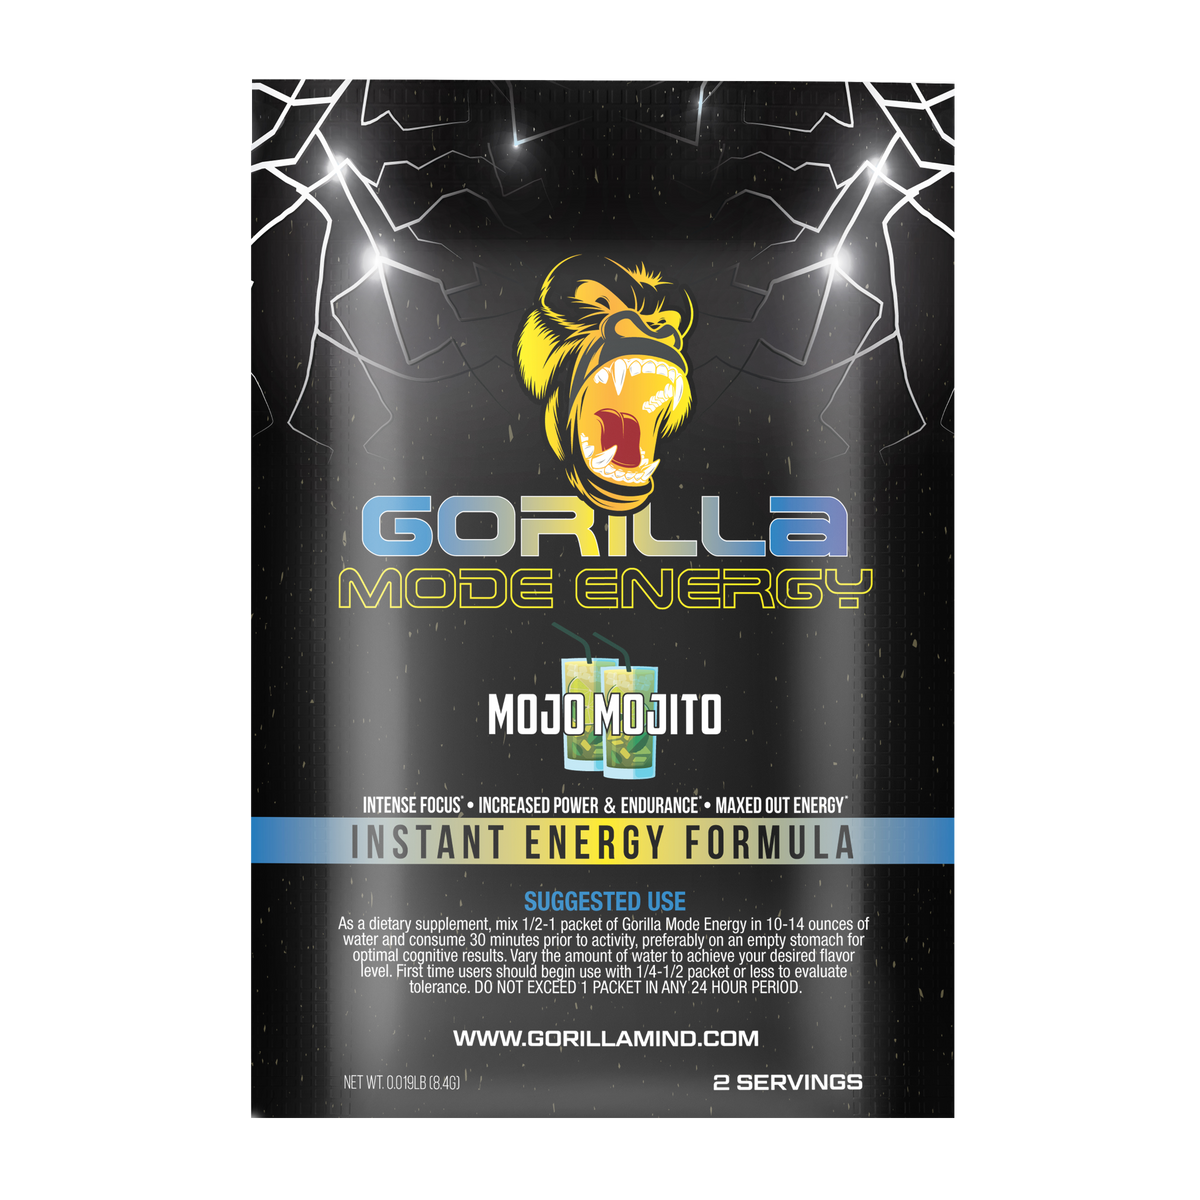 GORILLa
MODE ENERGY
MOJO MOJITO
INTENSE FOCUS* • INCREASED POWER & ENDURANCE* • MAXED OUT ENERGY*
INSTANT ENERGY FORMULA
SUGGESTED USE
As a dietary supplement, mix 1/2-1 packet of Gorilla Mode Energy in 10-14 ounces of
water and consume 30 minutes prior to activity, preferably on an empty stomach for
optimal cognitive results. Vary the amount of water to achieve your desired flavor
level. First time users should begin use with 1/4-1/2 packet or less to evaluate
tolerance. DO NOT EXCEED 1 PACKET IN ANY 24 HOUR PERIOD.
WWW.GORILLAMIND.COM
NET WT. 0.019LB (8.4G)
2 SERVINGS